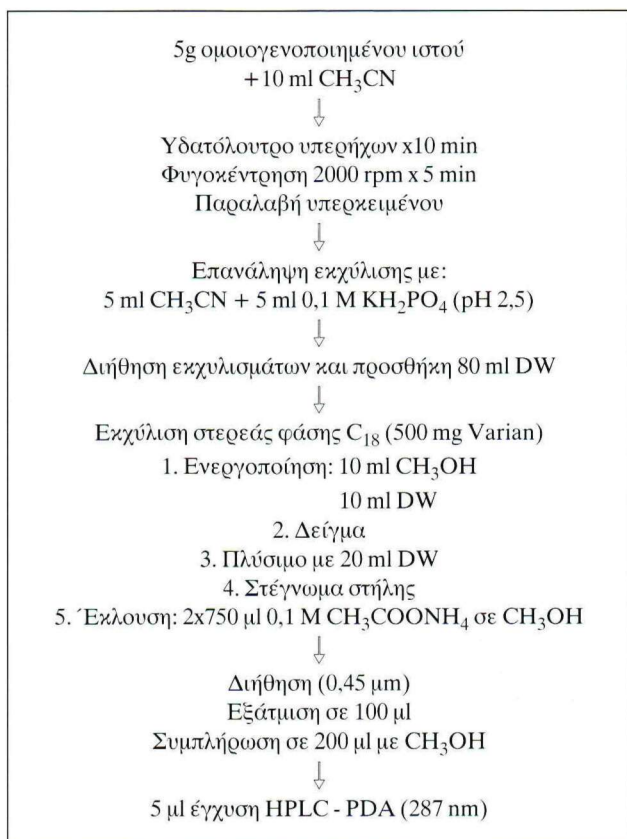 5g ομοιογενοποιημένου ιστού
+10 ml CH₃CN
⇩
Υδατόλουτρο υπερήχων x10 min
Φυγοκέντρηση 2000 rpm x 5 min
Παραλαβή υπερκειμένου
⇩
Επανάληψη εκχύλισης με:
5 ml CH₃CN + 5 ml 0,1 M KH₂PO₄ (pH 2,5)
⇩
Διήθηση εκχυλισμάτων και προσθήκη 80 ml DW
⇩
Εκχύλιση στερεάς φάσης C₁₈ (500 mg Varian)
1. Ενεργοποίηση: 10 ml CH₃OH
10 ml DW
2. Δείγμα
3. Πλύσιμο με 20 ml DW
4. Στέγνωμα στήλης
5. Έκλουση: 2x750 μl 0,1 M CH₃COONH₄ σε CH₃OH
⇩
Διήθηση (0,45 μm)
Εξάτμιση σε 100 μl
Συμπλήρωση σε 200 μl με CH₃OH
⇩
5 μl έγχυση HPLC - PDA (287 nm)